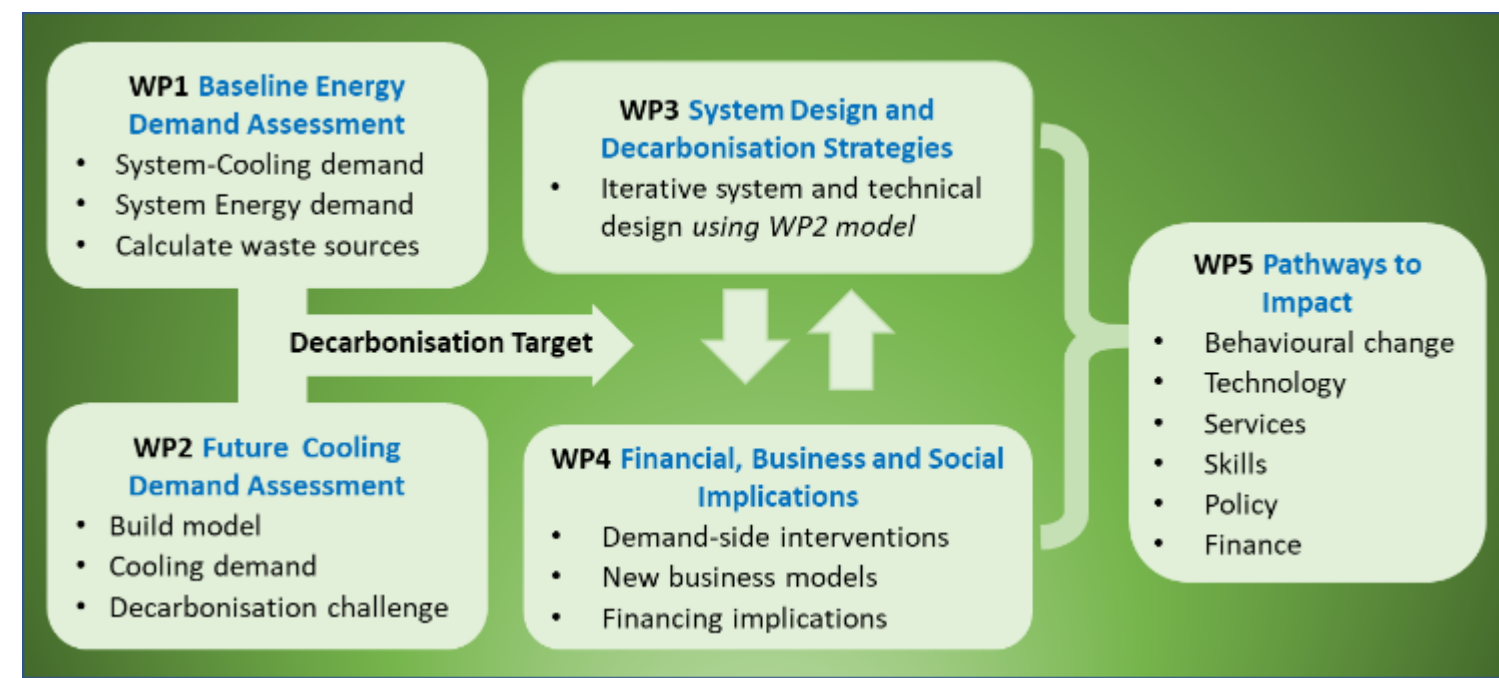 WP1 Baseline Energy
Demand Assessment
• System-Cooling demand
• System Energy demand
• Calculate waste sources
Decarbonisation Target
WP2 Future Cooling
Demand Assessment
• Build model
• Cooling demand
• Decarbonisation challenge
WP3 System Design and
Decarbonisation Strategies
• Iterative system and technical
design using WP2 model
WP4 Financial, Business and Social
Implications
• Demand-side interventions
• New business models
• Financing implications
WP5 Pathways to
Impact
• Behavioural change
• Technology
• Services
• Skills
• Policy
• Finance